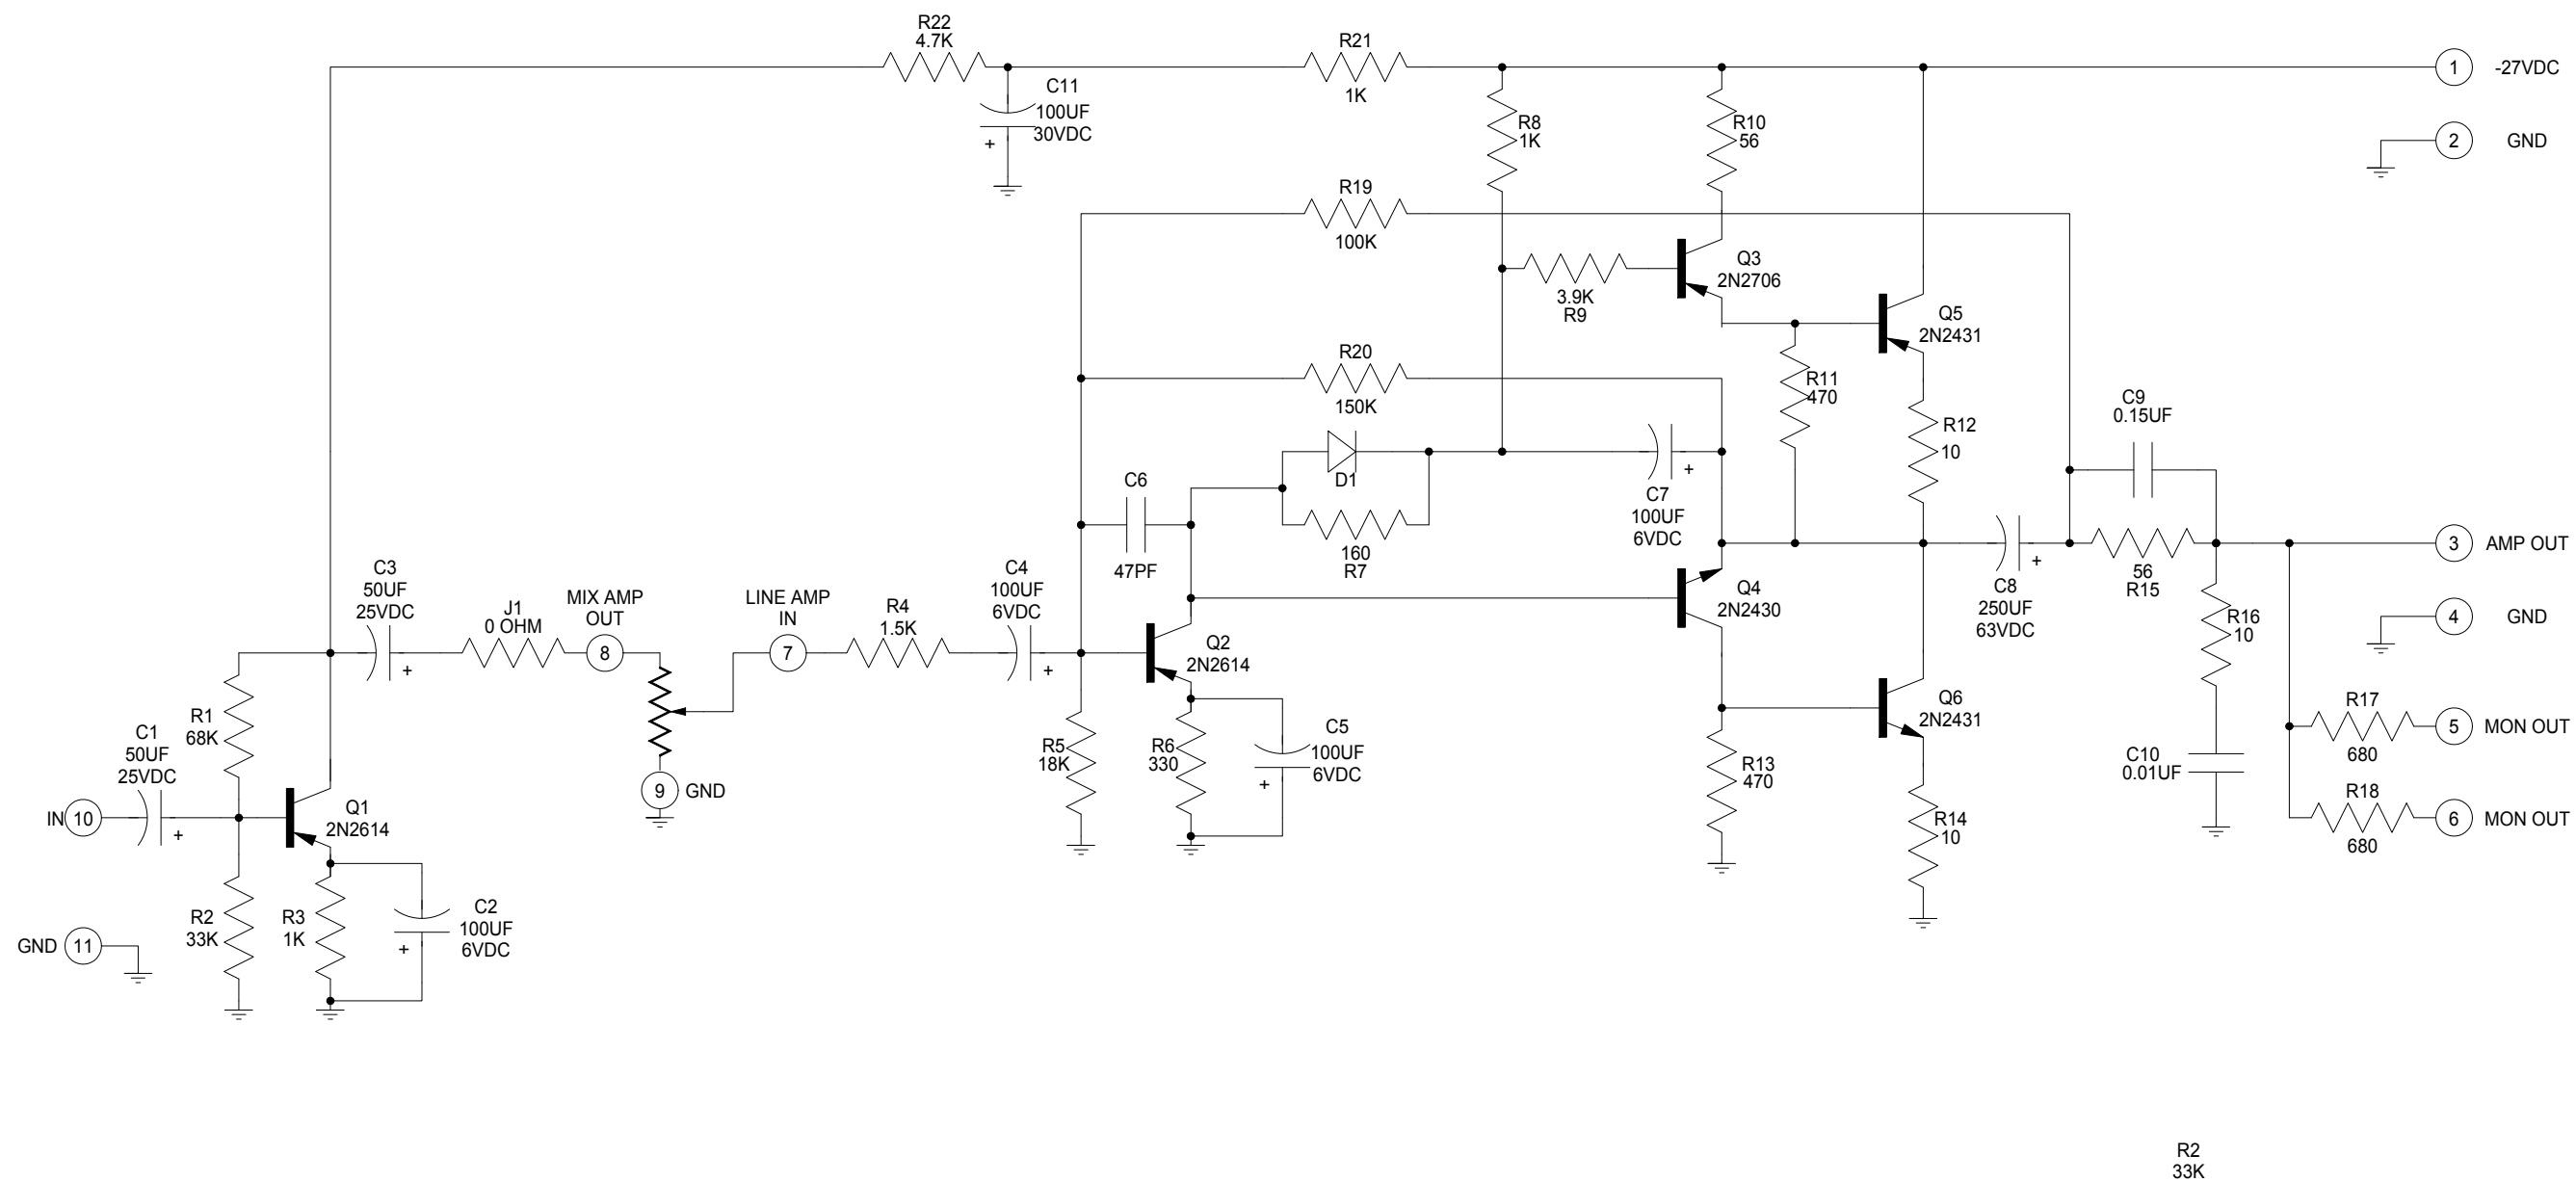 R22
4.7K
R21
1K
C11
100UF
30VDC
+
1
-27VDC
R8
1K
R10
56
2
GND
R19
100K
Q3
2N2706
3.9K
R9
Q5
2N2431
R20
150K
R11
470
C9
0.15UF
R12
10
D1
C6
47PF
160
R7
+
C7
100UF
6VDC
3
AMP OUT
+
C8
250UF
63VDC
56
R15
C3
50UF
25VDC
+
J1
0 OHM
MIX AMP
OUT
8
LINE AMP
IN
7
R4
1.5K
C4
100UF
6VDC
+
Q2
2N2614
Q4
2N2430
R16
10
4
GND
R1
68K
C1
50UF
25VDC
+
IN
10
Q1
2N2614
9
GND
R5
18K
R6
330
C5
100UF
6VDC
+
R13
470
Q6
2N2431
R14
10
C10
0.01UF
R17
680
5
MON OUT
R18
680
6
MON OUT
GND
11
R2
33K
R3
1K
C2
100UF
6VDC
+
R2
33K